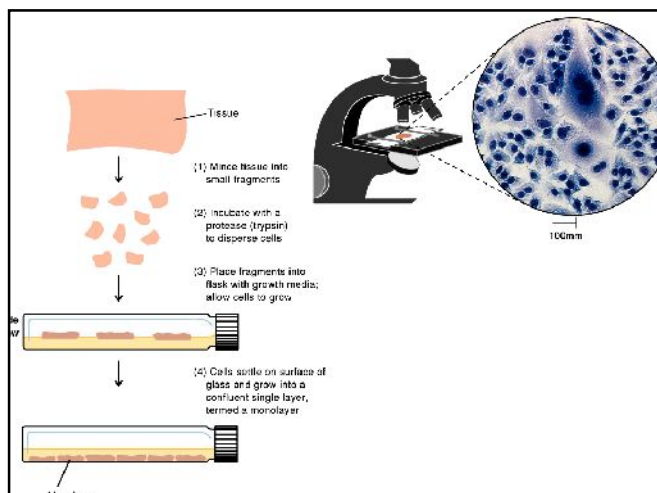 Tissue
(1) Mince tissue into
small fragments
(2) Incubate with a
protease (trypsin)
to disperse cells
(3) Place fragments into
flask with growth media;
allow cells to grow
(4) Cells settle on surface of
glass and grow into a
confluent single layer,
termed a monolayer
100mm